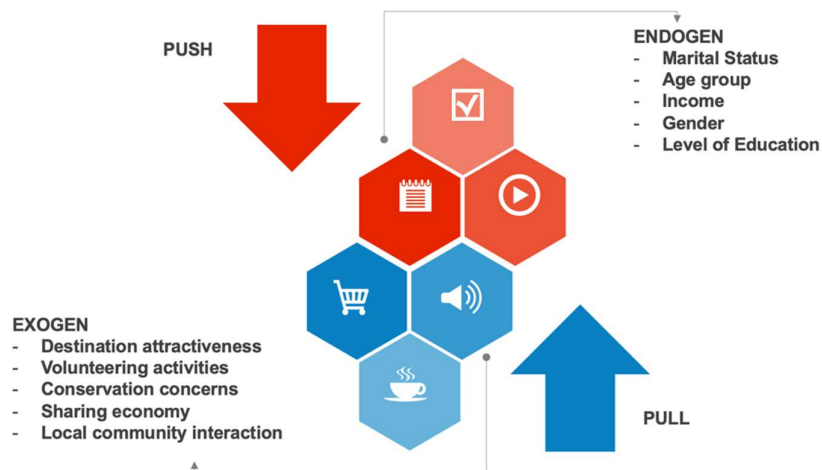 PUSH
ENDOGEN
- Marital Status
- Age group
- Income
- Gender
- Level of Education
EXOGEN
- Destination attractiveness
- Volunteering activities
- Conservation concerns
- Sharing economy
- Local community interaction
PULL